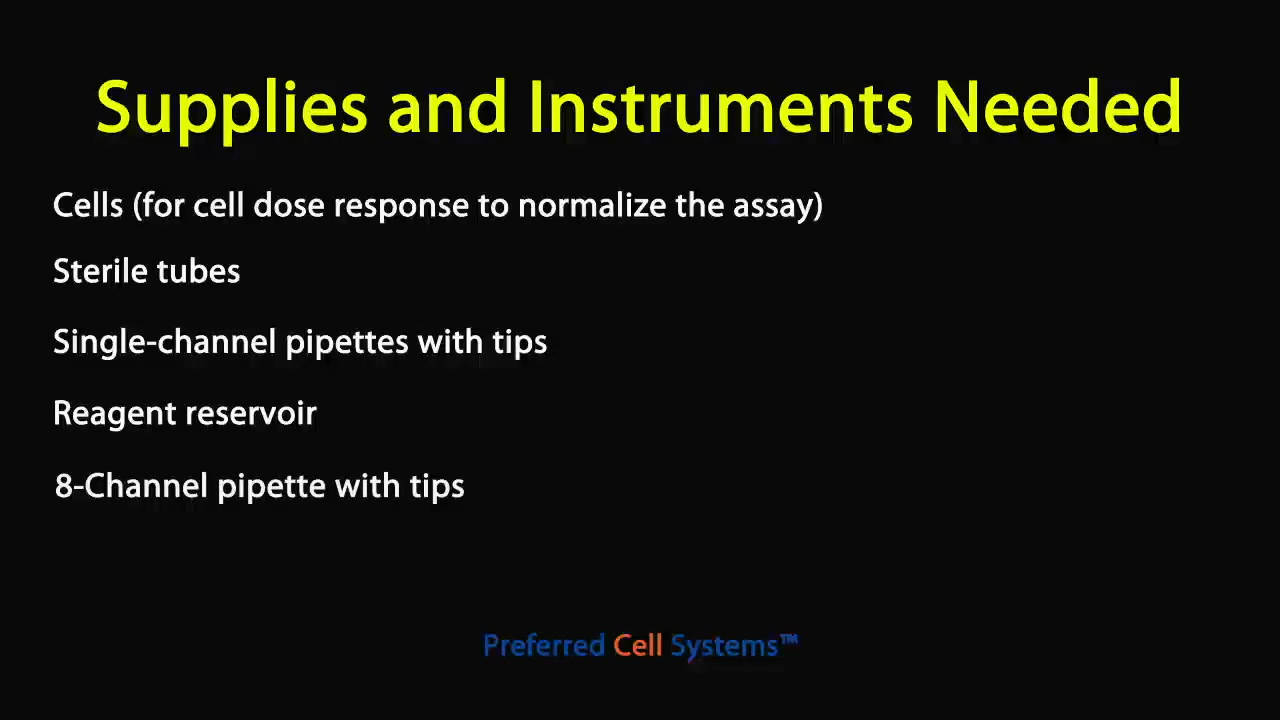 Supplies and Instruments Needed
Cells (for cell dose response to normalize the assay)
Sterile tubes
Single-channel pipettes with tips
Reagent reservoir
8-Channel pipette with tips
Preferred Cell Systems™